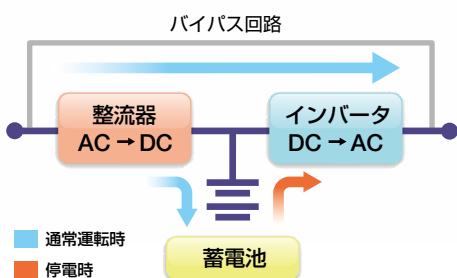 バイパス回路
整流器
AC → DC
インバータ
DC → AC
通常運転時
停電時
蓄電池